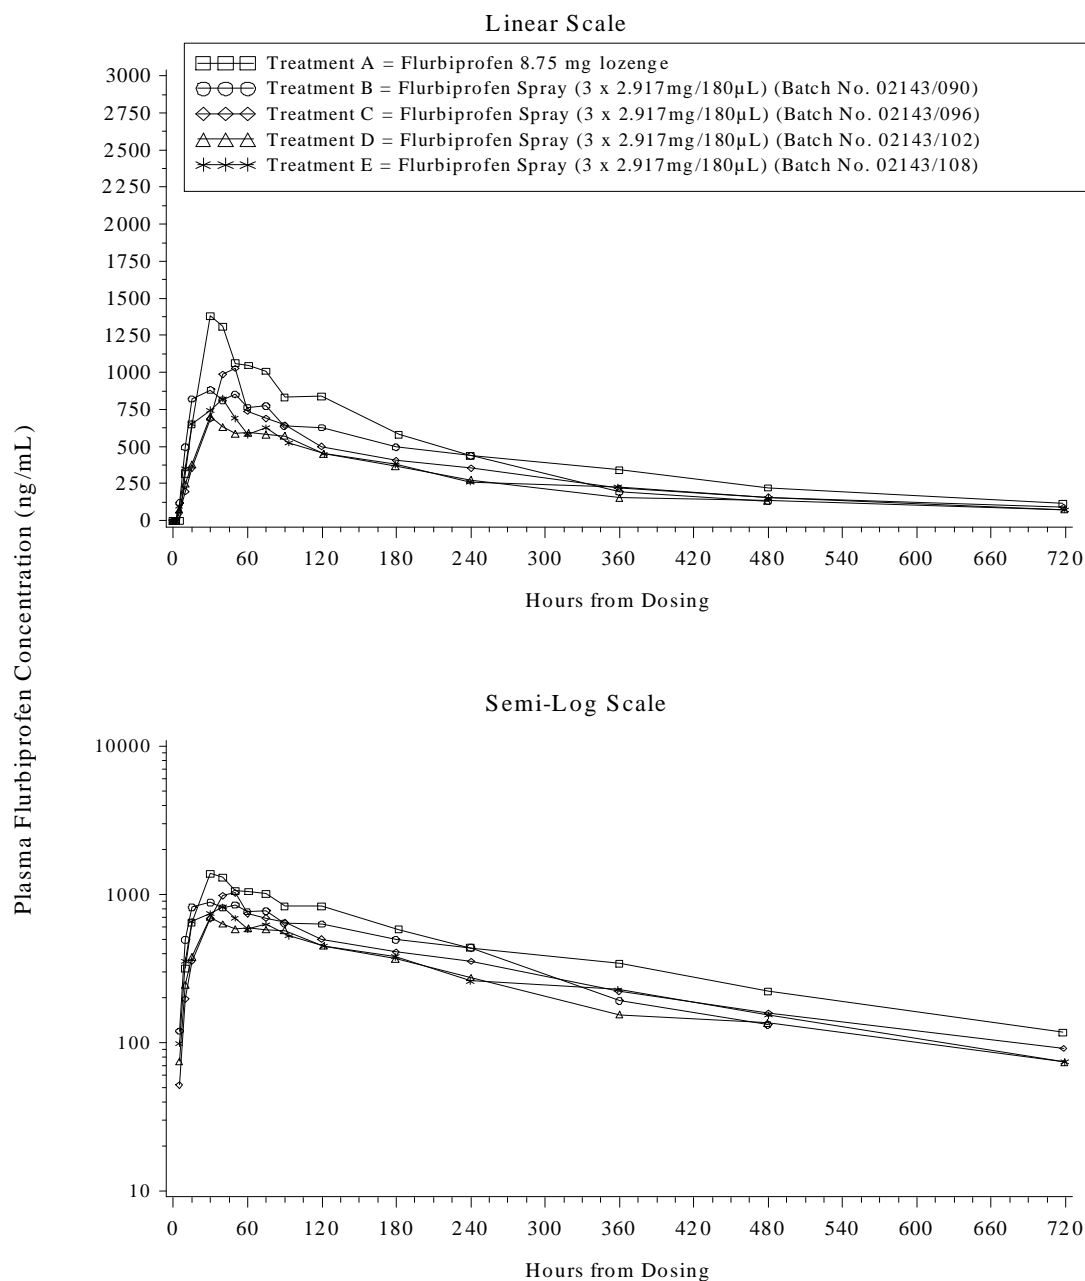 Linear Scale
Treatment A = Flurbiprofen 8.75 mg lozenge
Treatment B = Flurbiprofen Spray (3 x 2.917mg/180µL) (Batch No. 02143/090)
Treatment C = Flurbiprofen Spray (3 x 2.917mg/180µL) (Batch No. 02143/096)
Treatment D = Flurbiprofen Spray (3 x 2.917mg/180µL) (Batch No. 02143/102)
Treatment E = Flurbiprofen Spray (3 x 2.917mg/180µL) (Batch No. 02143/108)
3000
2750
2500
2250
2000
1750
1500
1250
1000
750
500
250
0
0 60 120 180 240 300 360 420 480 540 600 660 720
Hours from Dosing
Plasma Flurbiprofen Concentration (ng/mL)
Semi-Log Scale
10000
1000
100
10
0 60 120 180 240 300 360 420 480 540 600 660 720
Hours from Dosing